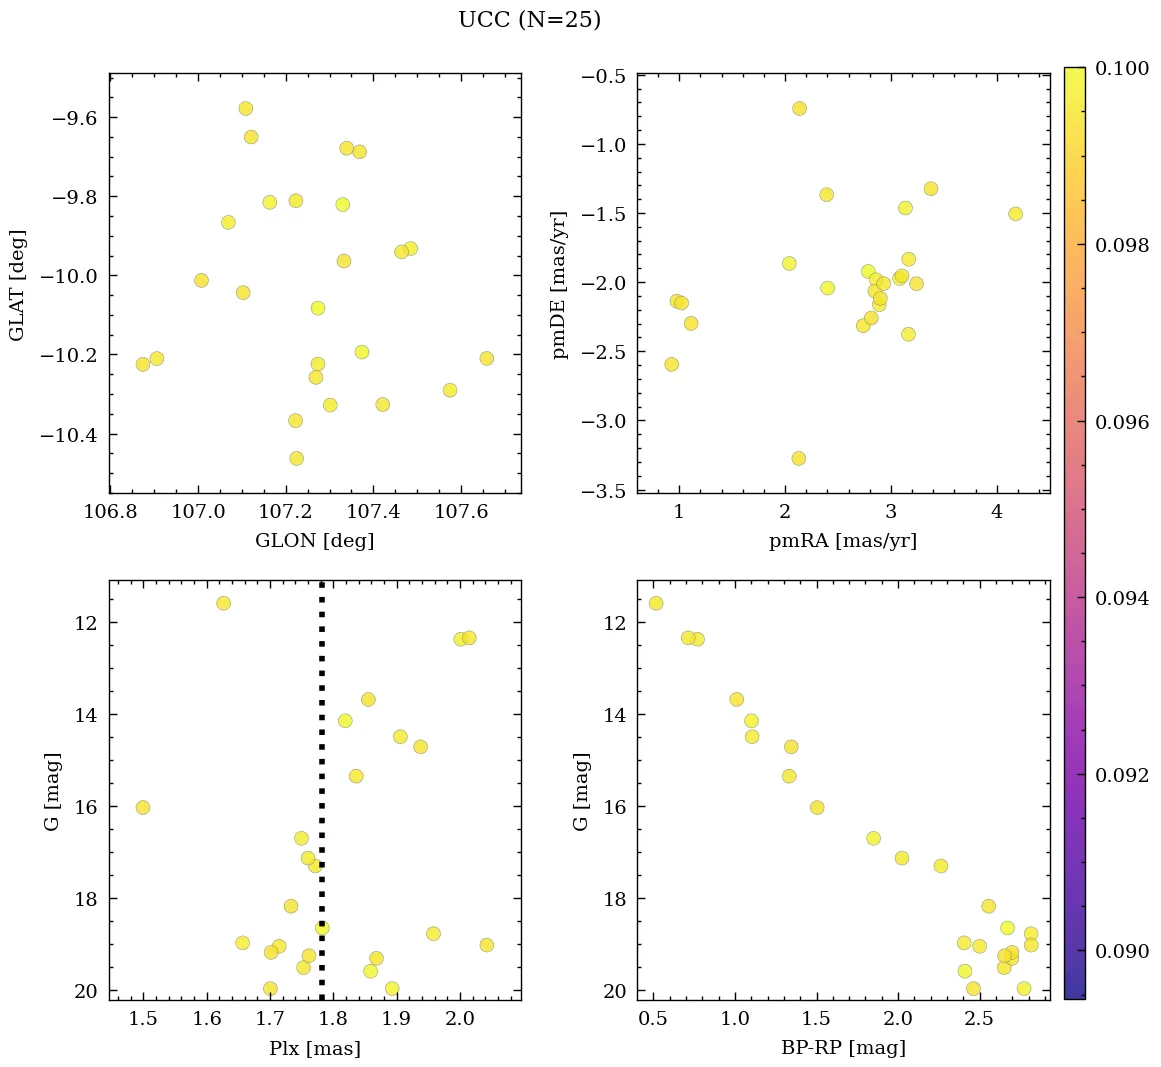 UCC (N=25)
−9.6
−9.8
−10.0
−10.2
−10.4
GLAT [deg]
106.8 107.0 107.2 107.4 107.6
GLON [deg]
−0.5
−1.0
−1.5
−2.0
−2.5
−3.0
−3.5
pmDE [mas/yr]
1 2 3 4
pmRA [mas/yr]
12
14
16
18
20
G [mag]
1.5 1.6 1.7 1.8 1.9 2.0
Plx [mas]
12
14
16
18
20
G [mag]
0.5 1.0 1.5 2.0 2.5
BP-RP [mag]
0.100
0.098
0.096
0.094
0.092
0.090